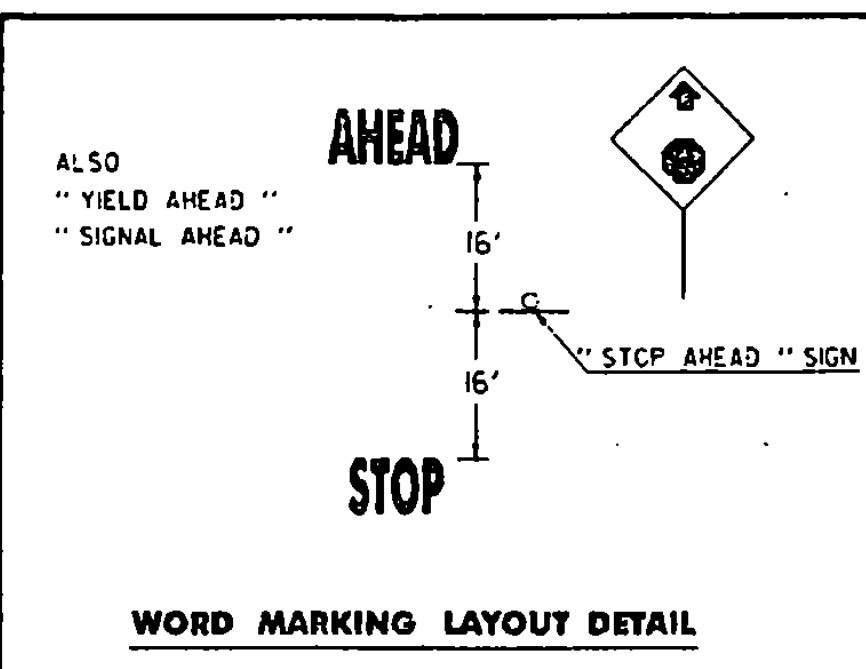 AHEAD
ALSO
" YIELD AHEAD "
" SIGNAL AHEAD "
16'
" STOP AHEAD " SIGN
16'
STOP
WORD MARKING LAYOUT DETAIL